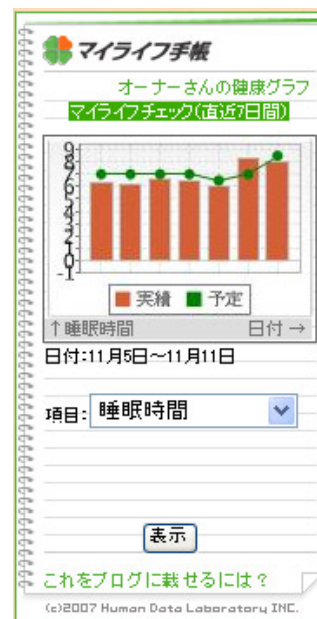 マイライフ手帳
オーナーさんの健康グラフ
マイライフチェック(直近7日間)
9
8
7
6
5
4
3
2
1
0
-1
実績 予定
↑睡眠時間 日付→
日付:11月5日～11月11日
項目: 睡眠時間
表示
これをブログに載せるには？
(c)2007 Human Data Laboratory INC.